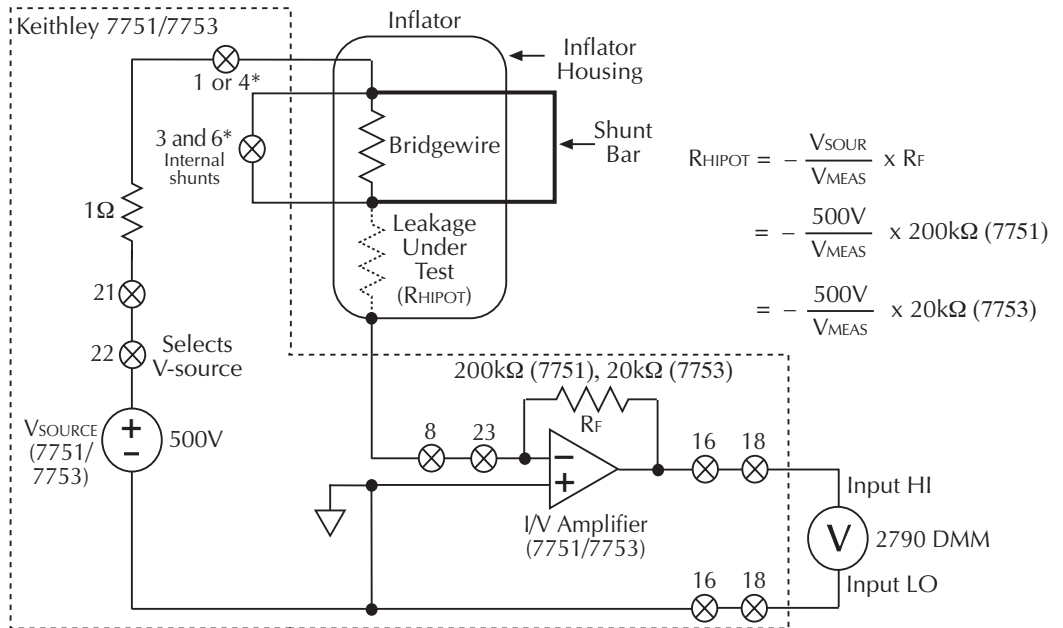 Keithley 7751/7753
Inflator
Inflator
Housing
1 or 4*
3 and 6*
Internal
shunts
Bridgewire
Shunt
Bar
1Ω
Leakage
Under
Test
(RHIPOT)
21
22
Selects
V-source
VSOURCE
(7751/
7753)
+
–
500V
RHIPOT = – VSOUR / VMEAS x RF
= – 500V / VMEAS x 200kΩ (7751)
= – 500V / VMEAS x 20kΩ (7753)
200kΩ (7751), 20kΩ (7753)
RF
8
23
–
+
I/V Amplifier
(7751/7753)
16
18
Input HI
V
2790 DMM
Input LO
16
18